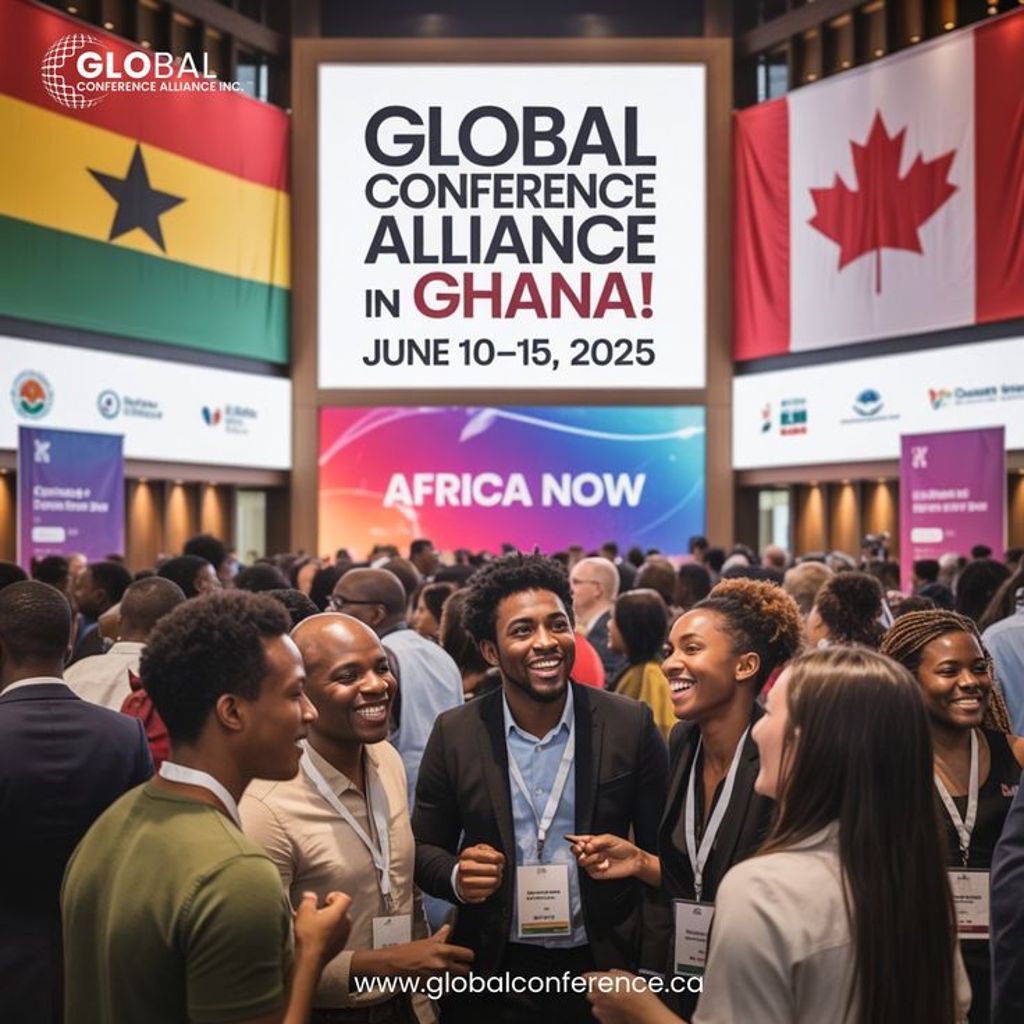 GLOBAL
CONFERENCE ALLIANCE INC.
GLOBAL
CONFERENCE
ALLIANCE
IN GHANA!
JUNE 10–15, 2025
AFRICA NOW
www.globalconference.ca